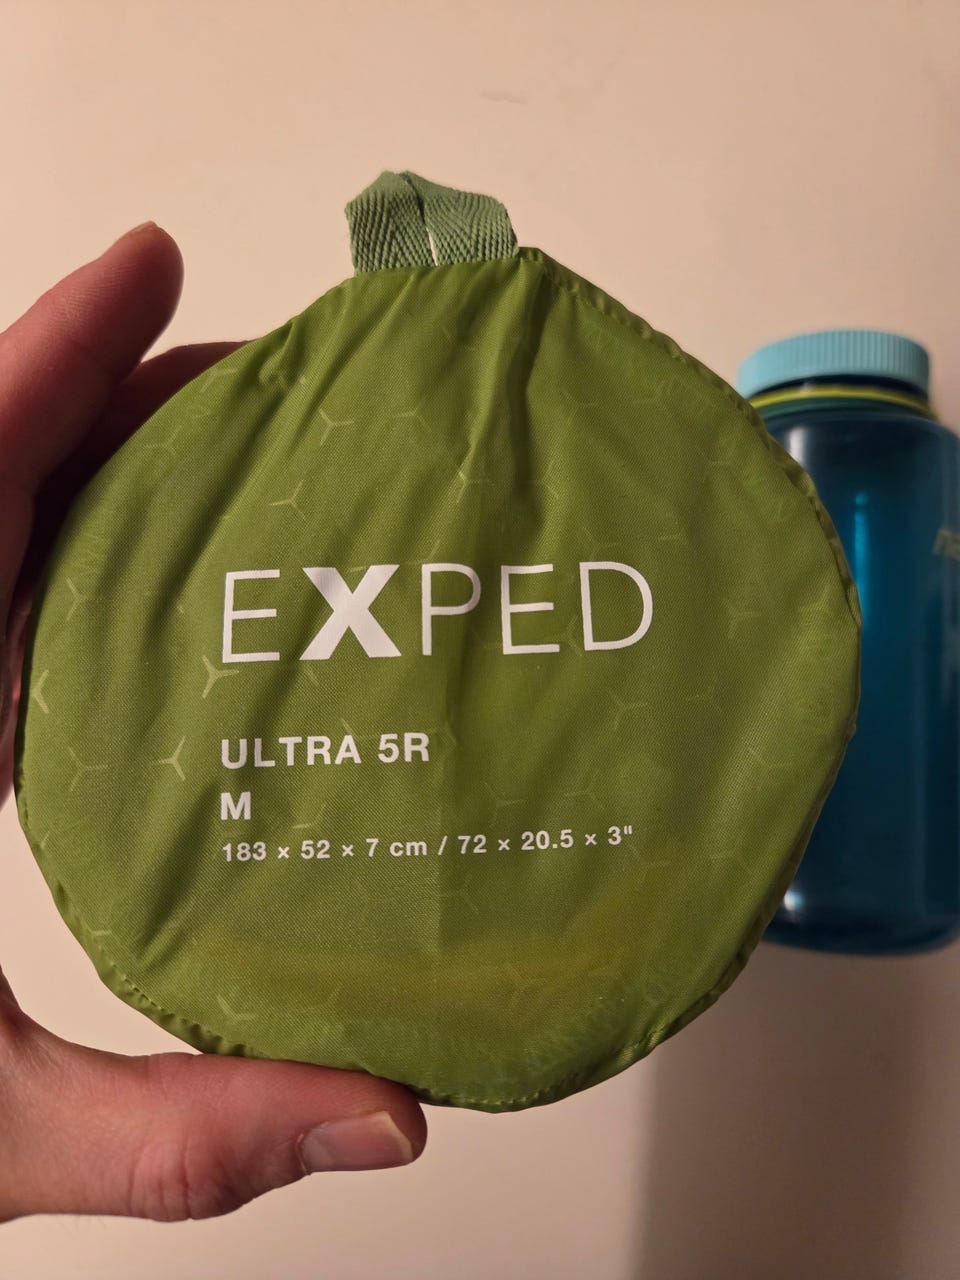 EXPED
ULTRA 5R
M
183 × 52 × 7 cm / 72 × 20.5 × 3"